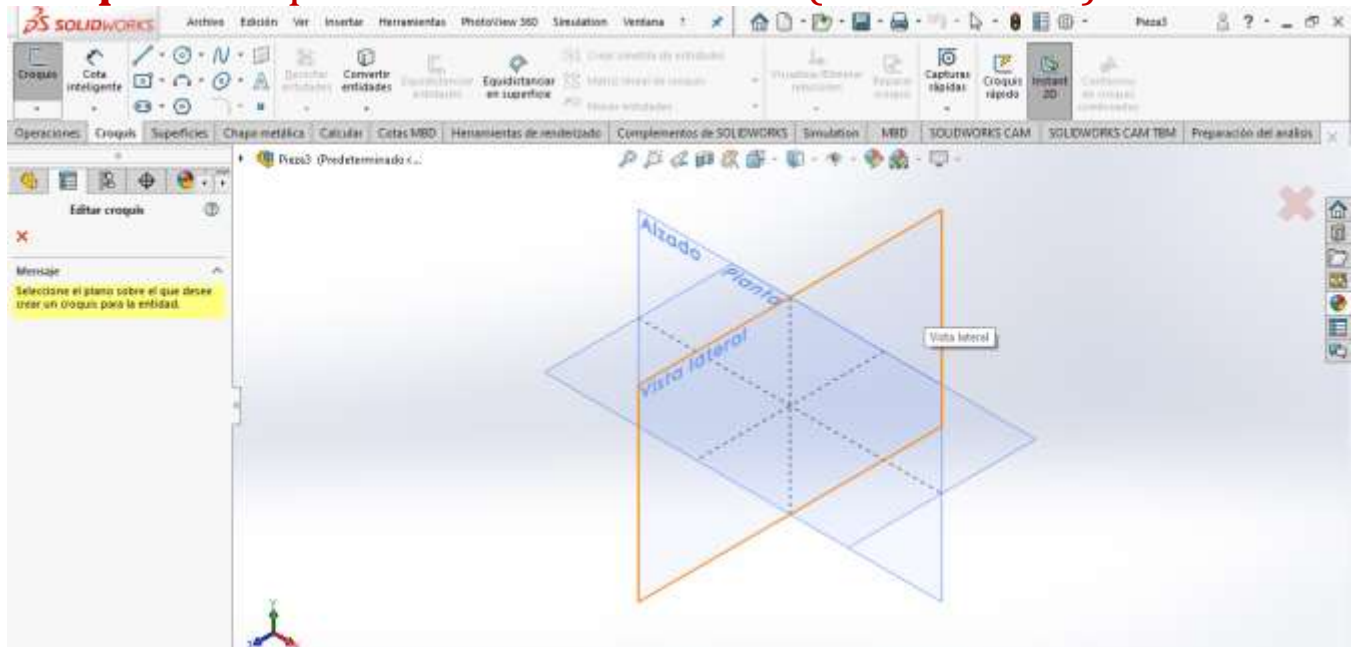 SOLIDWORKS Archivo Edición Ver Insertar Herramientas PhotoView 360 Simulation Ventana ? Pieza3 ?
Croquis Cota inteligente Convertir entidades Equidistanciar en superficie Capturas rápidas Croquis rápido Instant 2D
Operaciones Croquis Superficies Chapa metálica Calcular Cotas MBD Herramientas de renderizado Complementos de SOLIDWORKS Simulation MBD SOLIDWORKS CAM SOLIDWORKS CAM TBM Preparación del análisis
Pieza3 (Predeterminado <...
Editar croquis
Mensaje
Seleccione el plano sobre el que desee
crear un croquis para la entidad.
Alzado
Planta
Vista lateral
Vista lateral
Y